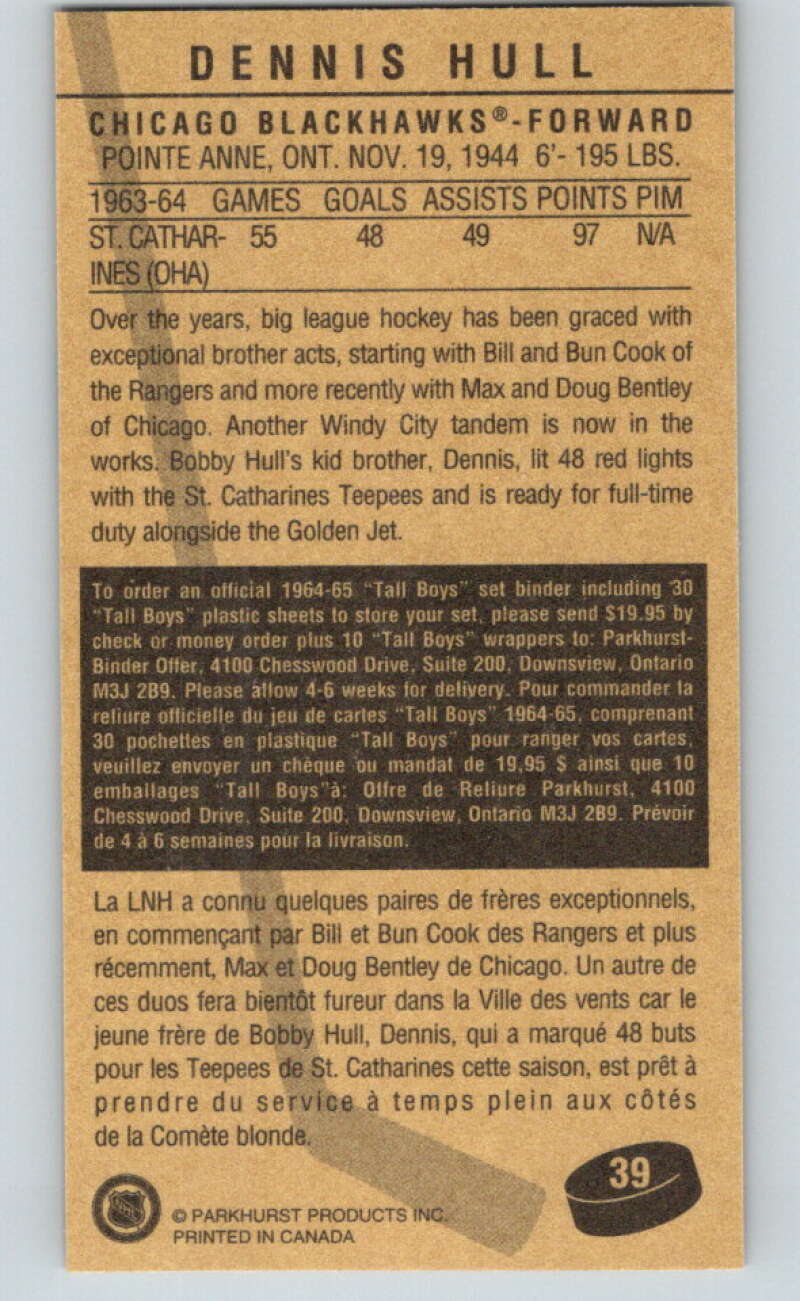 DENNIS HULL
CHICAGO BLACKHAWKS®-FORWARD
POINTE ANNE, ONT. NOV. 19, 1944 6'- 195 LBS.
1963-64 GAMES GOALS ASSISTS POINTS PIM
ST. CATHAR- 55 48 49 97 N/A
INES (OHA)
Over the years, big league hockey has been graced with
exceptional brother acts, starting with Bill and Bun Cook of
the Rangers and more recently with Max and Doug Bentley
of Chicago. Another Windy City tandem is now in the
works. Bobby Hull's kid brother, Dennis, lit 48 red lights
with the St. Catharines Teepees and is ready for full-time
duty alongside the Golden Jet.
To order an official 1964-65 "Tall Boys" set binder including 30
"Tall Boys" plastic sheets to store your set, please send $19.95 by
check or money order plus 10 "Tall Boys" wrappers to: Parkhurst-
Binder Offer, 4100 Chesswood Drive, Suite 200, Downsview, Ontario
M3J 2B9. Please allow 4-6 weeks for delivery. Pour commander la
reliure officielle du jeu de cartes "Tall Boys" 1964-65, comprenant
30 pochettes en plastique "Tall Boys" pour ranger vos cartes,
veuillez envoyer un chèque ou mandat de 19,95 $ ainsi que 10
emballages "Tall Boys"à: Offre de Reliure Parkhurst, 4100
Chesswood Drive, Suite 200, Downsview, Ontario M3J 2B9. Prévoir
de 4 à 6 semaines pour la livraison.
La LNH a connu quelques paires de frères exceptionnels,
en commençant par Bill et Bun Cook des Rangers et plus
récemment, Max et Doug Bentley de Chicago. Un autre de
ces duos fera bientôt fureur dans la Ville des vents car le
jeune frère de Bobby Hull, Dennis, qui a marqué 48 buts
pour les Teepees de St. Catharines cette saison, est prêt à
prendre du service à temps plein aux côtés
de la Comète blonde.
39
© PARKHURST PRODUCTS INC.
PRINTED IN CANADA